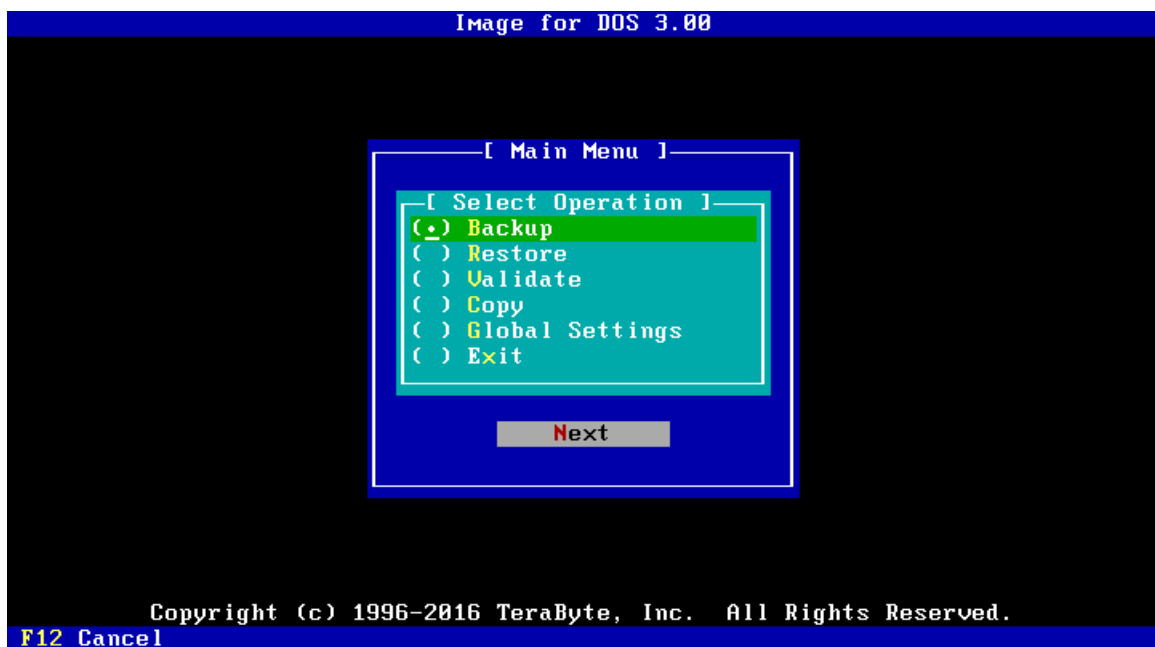 Image for DOS 3.00
[ Main Menu ]
[ Select Operation ]
(•) Backup
( ) Restore
( ) Validate
( ) Copy
( ) Global Settings
( ) Exit
Next
Copyright (c) 1996-2016 TeraByte, Inc. All Rights Reserved.
F12 Cancel